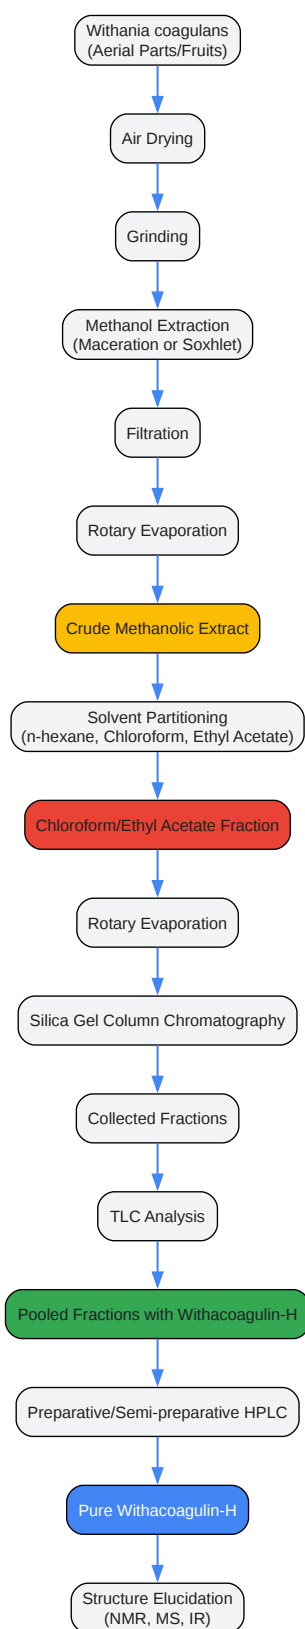 Withania coagulans
(Aerial Parts/Fruits)
Air Drying
Grinding
Methanol Extraction
(Maceration or Soxhlet)
Filtration
Rotary Evaporation
Crude Methanolic Extract
Solvent Partitioning
(n-hexane, Chloroform, Ethyl Acetate)
Chloroform/Ethyl Acetate Fraction
Rotary Evaporation
Silica Gel Column Chromatography
Collected Fractions
TLC Analysis
Pooled Fractions with Withacoagulin-H
Preparative/Semi-preparative HPLC
Pure Withacoagulin-H
Structure Elucidation
(NMR, MS, IR)